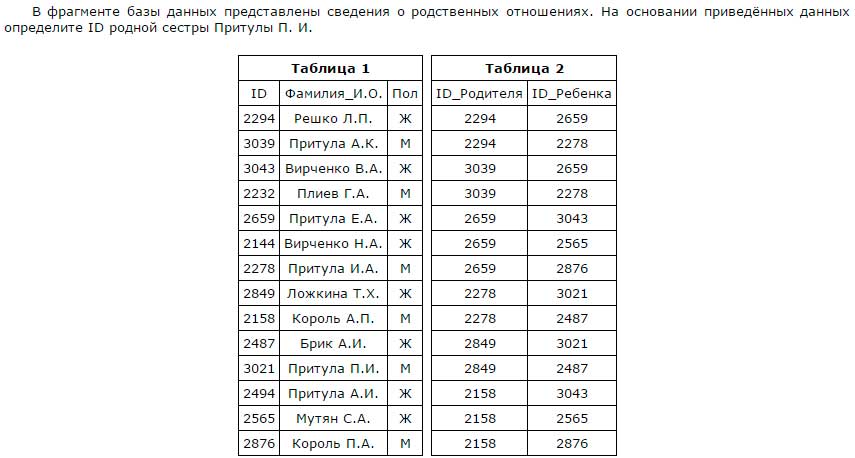 В фрагменте базы данных представлены сведения о родственных отношениях. На основании приведённых данных
определите ID родной сестры Притулы П. И.
Таблица 1
ID Фамилия_И.О. Пол
2294 Решко Л.П. Ж
3039 Притула А.К. М
3043 Вирченко В.А. Ж
2232 Плиев Г.А. М
2659 Притула Е.А. Ж
2144 Вирченко Н.А. Ж
2278 Притула И.А. М
2849 Ложкина Т.Х. Ж
2158 Король А.П. М
2487 Брик А.И. Ж
3021 Притула П.И. М
2494 Притула А.И. Ж
2565 Мутян С.А. Ж
2876 Король П.А. М
Таблица 2
ID_Родителя ID_Ребенка
2294 2659
2294 2278
3039 2659
3039 2278
2659 3043
2659 2565
2659 2876
2278 3021
2278 2487
2849 3021
2849 2487
2158 3043
2158 2565
2158 2876